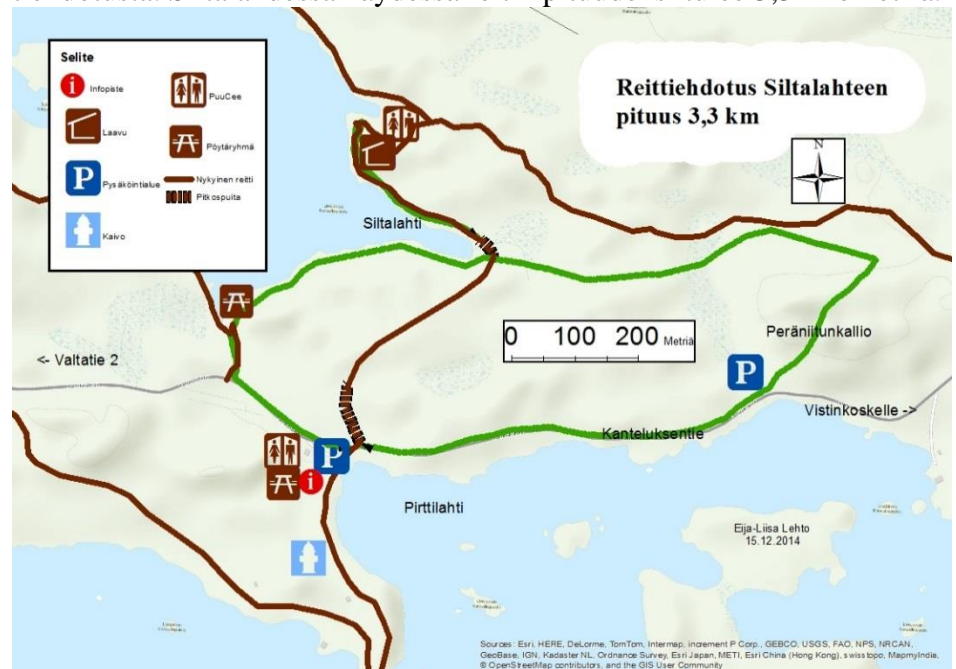 Selite
Infopiste
PuuCee
Laavu
Pöytäryhmä
P
Pysäköintialue
Nykyinen reitti
Pitkospuita
Kaivo
Reittiehdotus Siltalahteen
pituus 3,3 km
N
Siltalahti
0 100 200 Metriä
Peräniitunkallio
<- Valtatie 2
P
Vistinkoskelle ->
Kanteluksentie
P
i
Pirttilahti
Eija-Liisa Lehto
15.12.2014
Sources: Esri, HERE, DeLorme, TomTom, Intermap, increment P Corp., GEBCO, USGS, FAO, NPS, NRCAN,
GeoBase, IGN, Kadaster NL, Ordnance Survey, Esri Japan, METI, Esri China (Hong Kong), swisstopo, MapmyIndia,
© OpenStreetMap contributors, and the GIS User Community